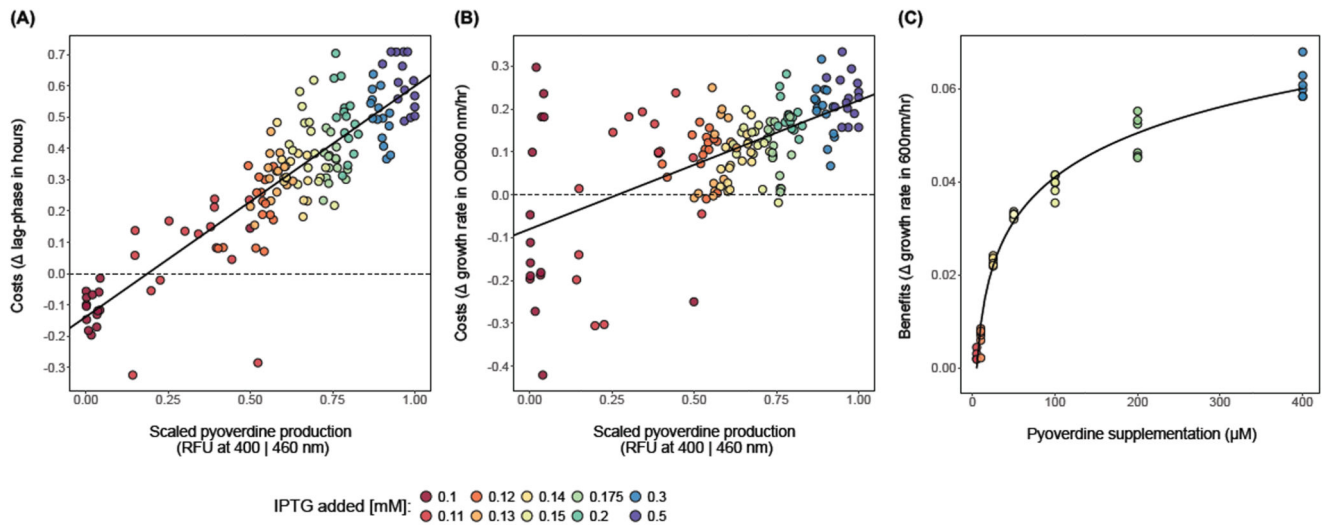 (A)
Costs (Δ lag-phase in hours)
0.7
0.6
0.5
0.4
0.3
0.2
0.1
0.0
-0.1
-0.2
-0.3
0.00 0.25 0.50 0.75 1.00
Scaled pyoverdine production
(RFU at 400 | 460 nm)
(B)
Costs (Δ growth rate in OD600 nm/hr)
0.3
0.2
0.1
0.0
-0.1
-0.2
-0.3
-0.4
0.00 0.25 0.50 0.75 1.00
Scaled pyoverdine production
(RFU at 400 | 460 nm)
(C)
Benefits (Δ growth rate in 600nm/hr)
0.06
0.04
0.02
0.00
0 100 200 300 400
Pyoverdine supplementation (µM)
IPTG added [mM]:
0.1 0.12 0.14 0.175 0.3
0.11 0.13 0.15 0.2 0.5